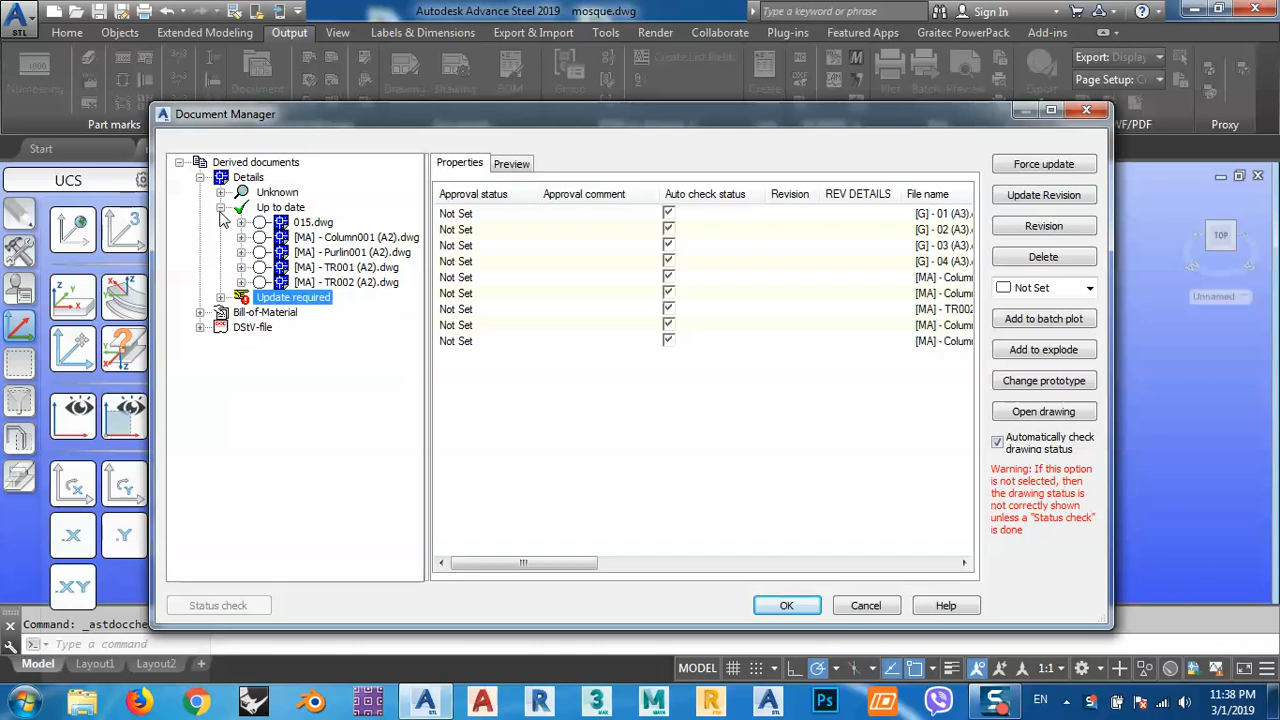 Autodesk Advance Steel 2019 mosque.dwg
Type a keyword or phrase
Sign In
STL
Home Objects Extended Modeling Output View Labels & Dimensions Export & Import Tools Render Collaborate Plug-ins Featured Apps Graitec PowerPack Add-ins
Export: Display
Page Setup:
Part marks
Proxy
Start
UCS
Document Manager
Derived documents
Details
Unknown
Up to date
015.dwg
[MA] - Column001 (A2).dwg
[MA] - Purlin001 (A2).dwg
[MA] - TR001 (A2).dwg
[MA] - TR002 (A2).dwg
Update required
Bill-of-Material
DStV-file
Properties Preview
Approval status Approval comment Auto check status Revision REV DETAILS File name
Not Set [G] - 01 (A3).
Not Set [G] - 02 (A3).
Not Set [G] - 03 (A3).
Not Set [G] - 04 (A3).
Not Set [MA] - Colum
Not Set [MA] - Colum
Not Set [MA] - TR002
Not Set [MA] - Colum
Not Set [MA] - Colum
Force update
Update Revision
Revision
Delete
Not Set
Add to batch plot
Add to explode
Change prototype
Open drawing
Automatically check
drawing status
Warning: If this option
is not selected, then
the drawing status is
not correctly shown
unless a "Status check"
is done
Status check
OK Cancel Help
TOP
Unnamed
.X
.Y
.XY
Command: _astdocche
Type a command
Model Layout1 Layout2 +
MODEL
1:1
EN
11:38 PM
3/1/2019